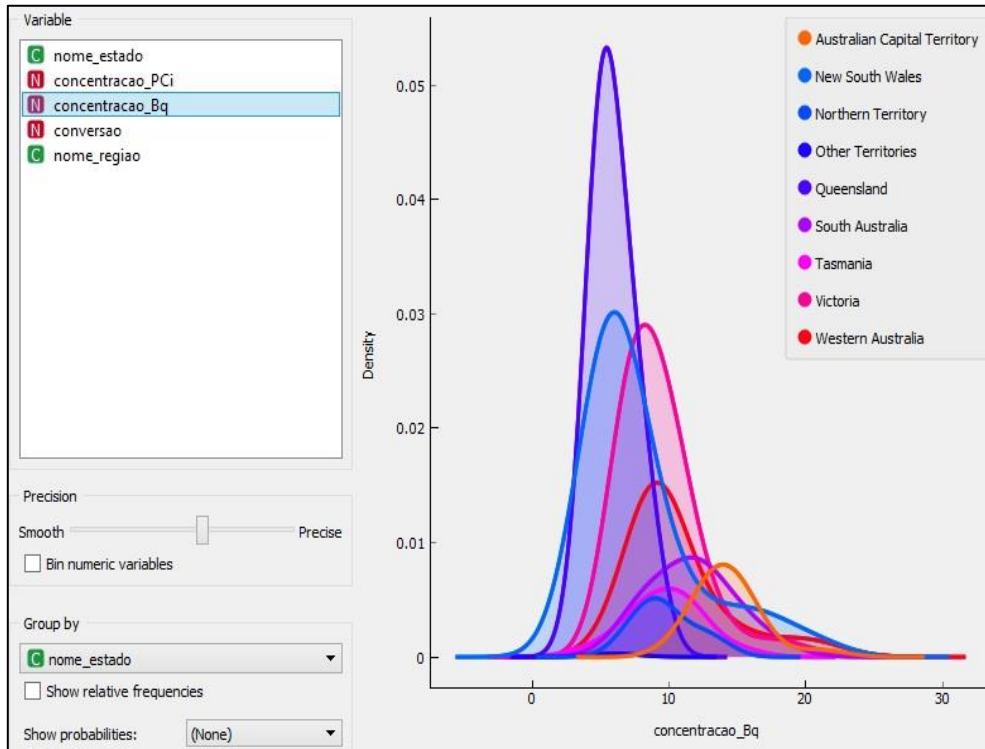 Variable
C nome_estado
N concentracao_PCi
N concentracao_Bq
N conversao
C nome_regiao
Precision
Smooth
Precise
Bin numeric variables
Group by
C nome_estado
Show relative frequencies
Show probabilities:
(None)
Density
0.05
0.04
0.03
0.02
0.01
0
0
10
20
30
concentracao_Bq
Australian Capital Territory
New South Wales
Northern Territory
Other Territories
Queensland
South Australia
Tasmania
Victoria
Western Australia